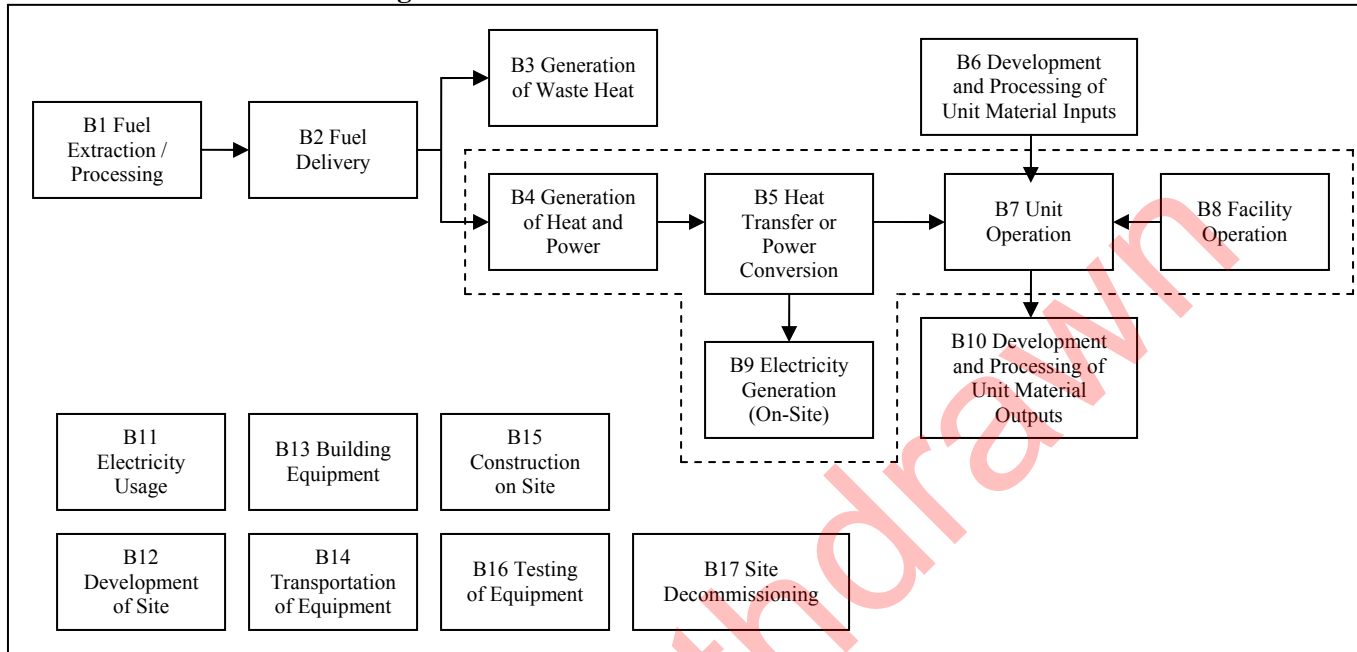 B3 Generation
of Waste Heat
B6 Development
and Processing of
Unit Material Inputs
B1 Fuel
Extraction /
Processing
B2 Fuel
Delivery
B4 Generation
of Heat and
Power
B5 Heat
Transfer or
Power
Conversion
B7 Unit
Operation
B8 Facility
Operation
B9 Electricity
Generation
(On-Site)
B10 Development
and Processing of
Unit Material
Outputs
B11
Electricity
Usage
B13 Building
Equipment
B15
Construction
on Site
B12
Development
of Site
B14
Transportation
of Equipment
B16 Testing
of Equipment
B17 Site
Decommissioning
thdrawn